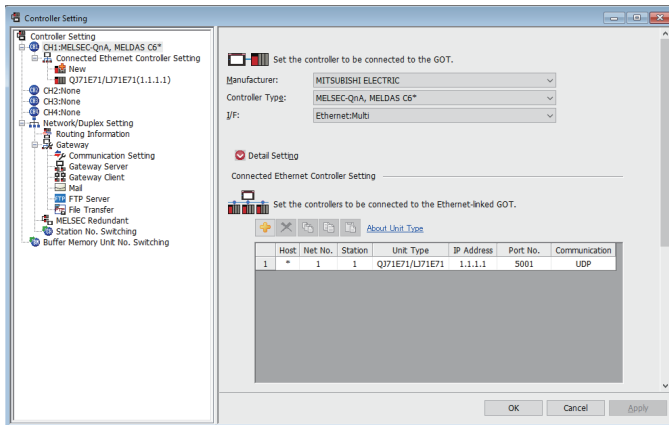 Controller Setting
Controller Setting
CH1:MELSEC-QnA, MELDAS C6*
Connected Ethernet Controller Setting
New
QJ71E71/LJ71E71(1.1.1.1)
CH2:None
CH3:None
CH4:None
Network/Duplex Setting
Routing Information
Gateway
Communication Setting
Gateway Server
Gateway Client
Mail
FTP FTP Server
File Transfer
MELSEC Redundant
Station No. Switching
Buffer Memory Unit No. Switching
Set the controller to be connected to the GOT.
Manufacturer: MITSUBISHI ELECTRIC
Controller Type: MELSEC-QnA, MELDAS C6*
I/F: Ethernet:Multi
Detail Setting
Connected Ethernet Controller Setting
Set the controllers to be connected to the Ethernet-linked GOT.
About Unit Type
Host Net No. Station Unit Type IP Address Port No. Communication
1 * 1 1 QJ71E71/LJ71E71 1.1.1.1 5001 UDP
OK Cancel Apply